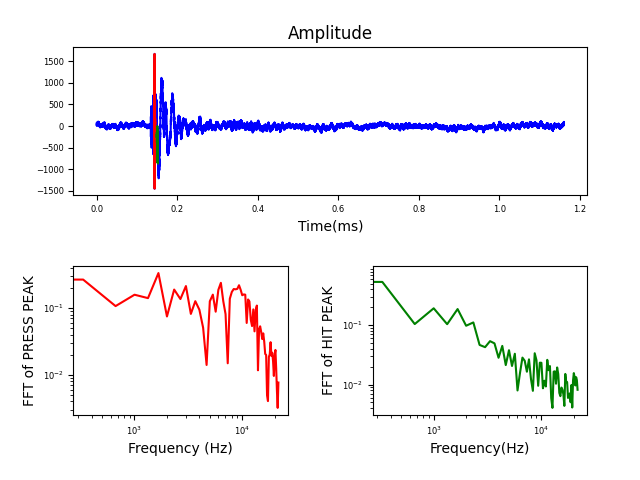 Amplitude
1500
1000
500
0
−500
−1000
−1500
0.0 0.2 0.4 0.6 0.8 1.0 1.2
Time(ms)
FFT of PRESS PEAK
10⁻¹
10⁻²
10³ 10⁴
Frequency (Hz)
FFT of HIT PEAK
10⁻¹
10⁻²
10³ 10⁴
Frequency(Hz)